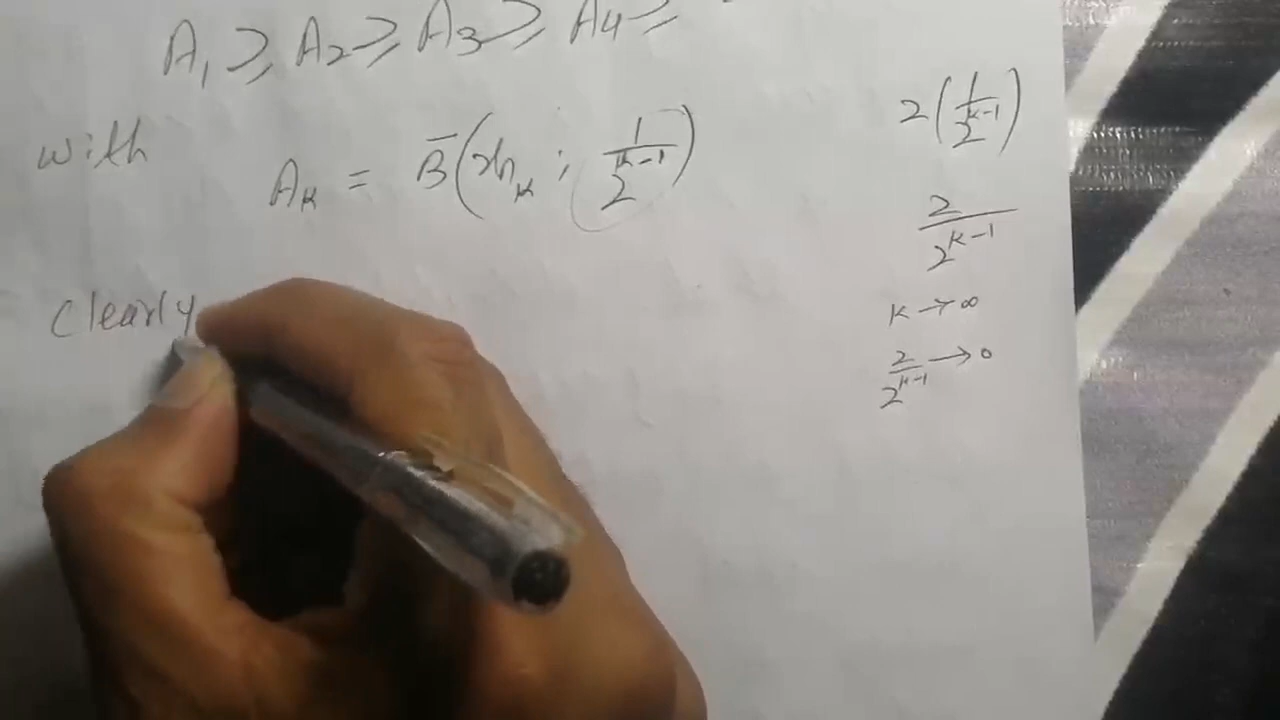 A₁ ≥ A₂ ≥ A₃ ≥ A₄ ≥
with
A_k = B̄(x_{n_k} ; 1/2^{k-1})
Clearly
2(1/2^{k-1})
2/2^{k-1}
k → ∞
2/2^{k-1} → 0